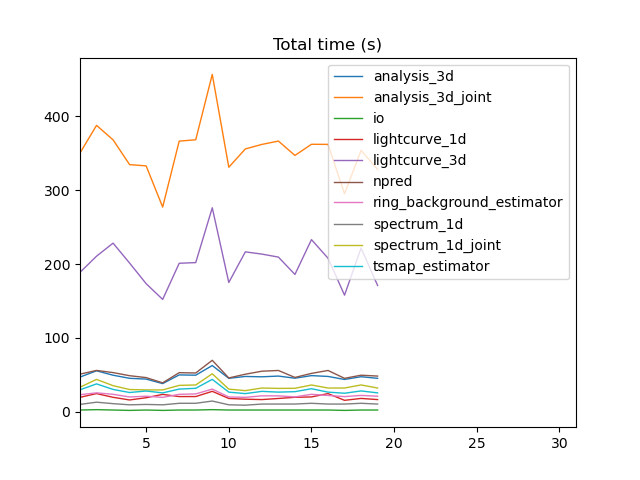 Total time (s)
400
300
200
100
0
5 10 15 20 25 30
analysis_3d
analysis_3d_joint
io
lightcurve_1d
lightcurve_3d
npred
ring_background_estimator
spectrum_1d
spectrum_1d_joint
tsmap_estimator